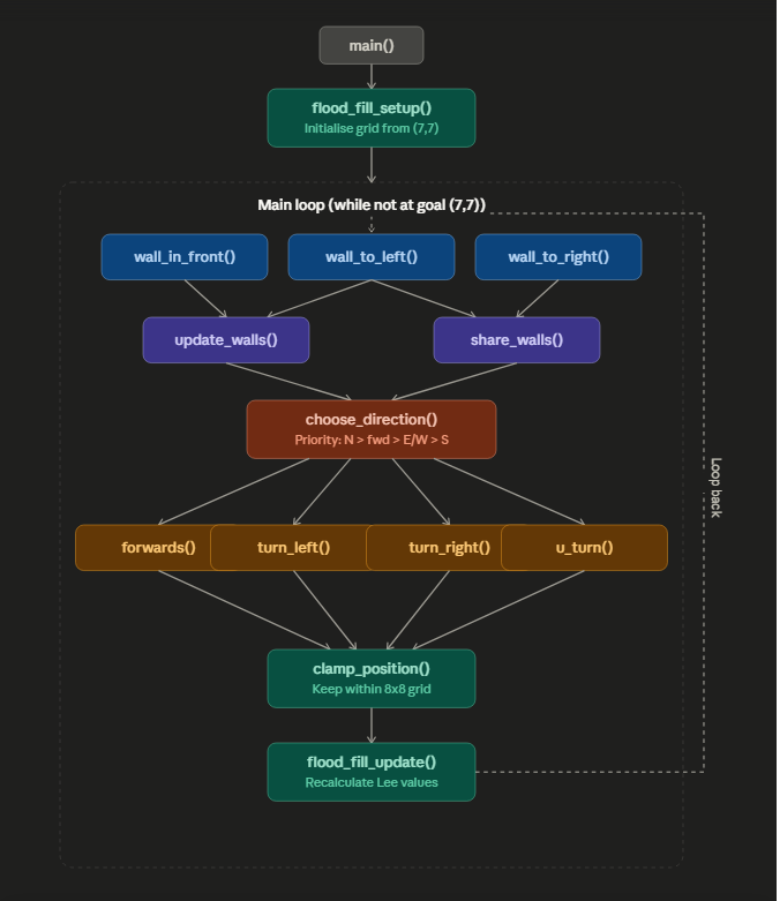 main()
flood_fill_setup()
Initialise grid from (7,7)
Main loop (while not at goal (7,7))
wall_in_front()
wall_to_left()
wall_to_right()
update_walls()
share_walls()
choose_direction()
Priority: N > fwd > E/W > S
Loop back
forwards()
turn_left()
turn_right()
u_turn()
clamp_position()
Keep within 8x8 grid
flood_fill_update()
Recalculate Lee values